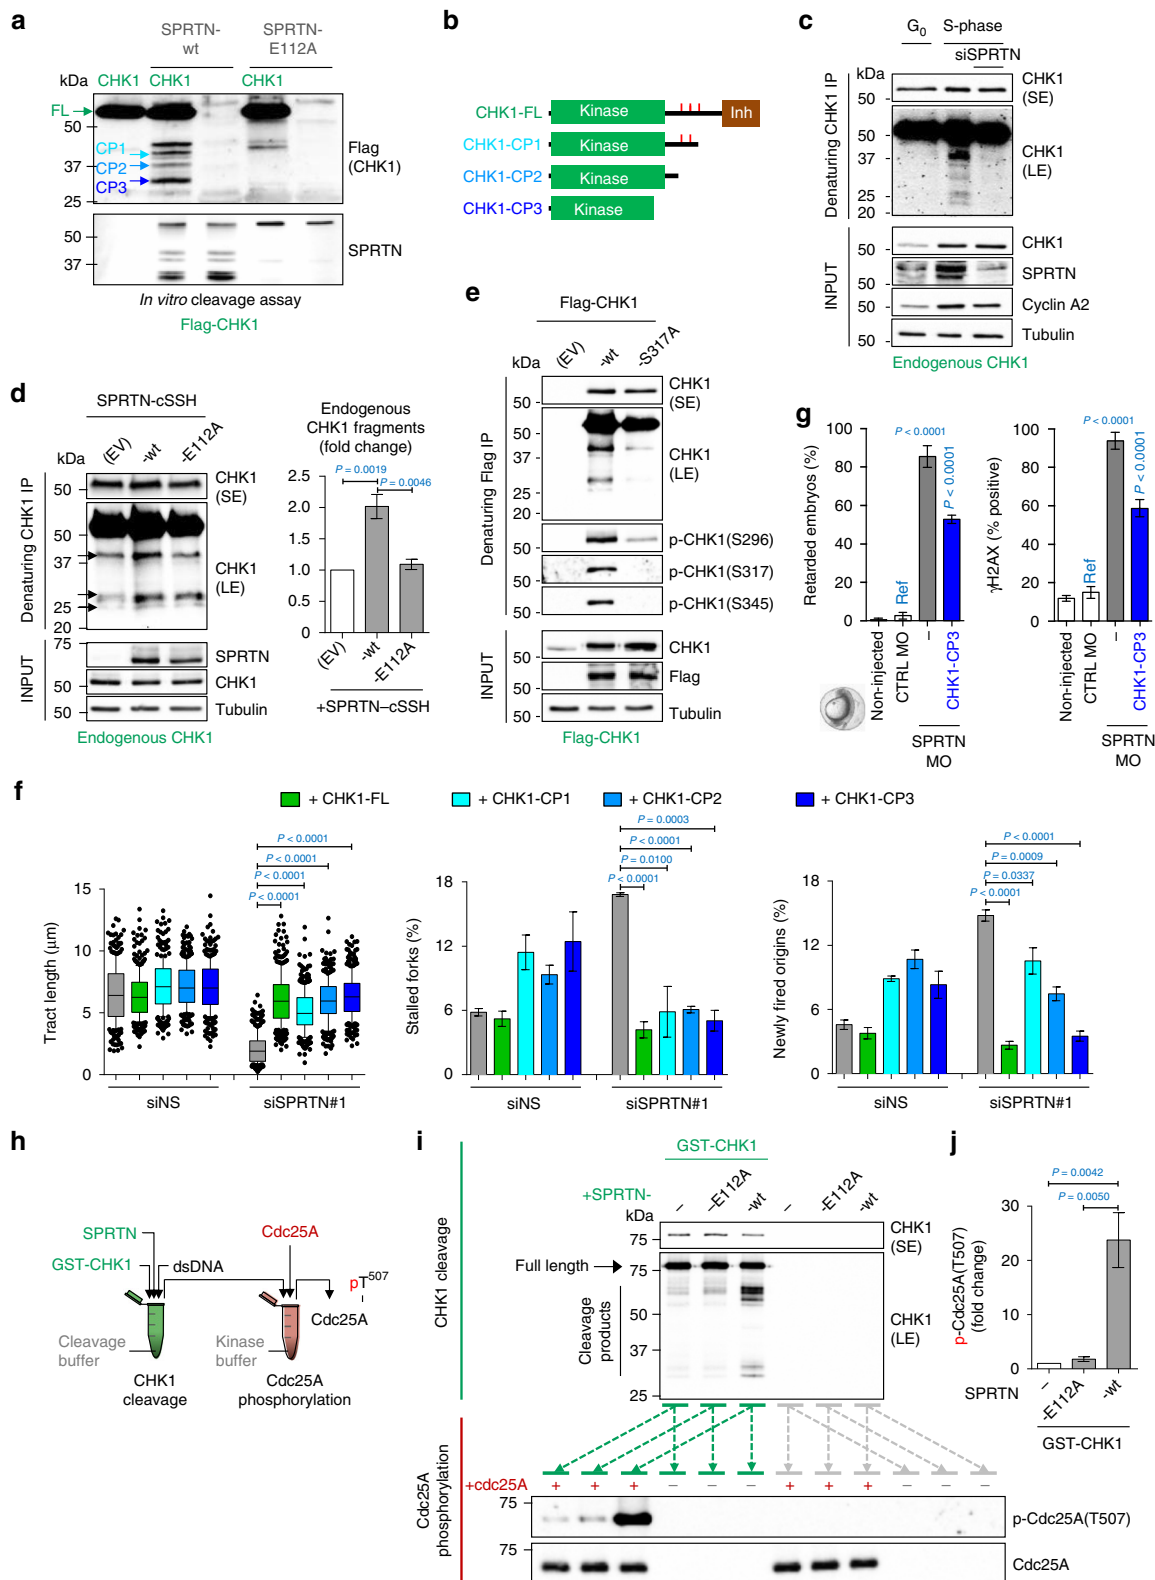 a
SPRTN-
wt
SPRTN-
E112A
kDa
CHK1
CHK1
CHK1
FL
50
CP1
CP2
CP3
37
25
Flag
(CHK1)
50
37
SPRTN
In vitro cleavage assay
Flag-CHK1
b
CHK1-FL
Kinase
Inh
CHK1-CP1
Kinase
CHK1-CP2
Kinase
CHK1-CP3
Kinase
c
G0
S-phase
siSPRTN
kDa
Denaturing CHK1 IP
50
CHK1
(SE)
50
37
25
20
CHK1
(LE)
INPUT
50
CHK1
50
SPRTN
50
Cyclin A2
50
Tubulin
Endogenous CHK1
d
SPRTN-cSSH
kDa
(EV)
-wt
-E112A
Denaturing CHK1 IP
50
CHK1
(SE)
50
37
25
20
CHK1
(LE)
INPUT
75
SPRTN
50
CHK1
50
Tubulin
Endogenous CHK1
Endogenous
CHK1 fragments
(fold change)
P = 0.0019
P = 0.0046
2.5
2.0
1.5
1.0
0.5
0
(EV)
-wt
-E112A
+SPRTN–cSSH
e
Flag-CHK1
kDa
(EV)
-wt
-S317A
Denaturing Flag IP
50
CHK1
(SE)
50
37
25
20
CHK1
(LE)
50
p-CHK1(S296)
50
p-CHK1(S317)
50
p-CHK1(S345)
INPUT
50
CHK1
50
Flag
50
Tubulin
Flag-CHK1
g
Retarded embryos (%)
P < 0.0001
P < 0.0001
100
80
60
40
20
0
Ref
Non-injected
CTRL MO
–
CHK1-CP3
SPRTN
MO
γH2AX (% positive)
P < 0.0001
P < 0.0001
100
80
60
40
20
0
Ref
Non-injected
CTRL MO
–
CHK1-CP3
SPRTN
MO
f
+ CHK1-FL
+ CHK1-CP1
+ CHK1-CP2
+ CHK1-CP3
Tract length (μm)
15
10
5
0
P < 0.0001
P < 0.0001
P < 0.0001
P < 0.0001
siNS
siSPRTN#1
Stalled forks (%)
18
12
6
0
P = 0.0003
P < 0.0001
P = 0.0100
P < 0.0001
siNS
siSPRTN#1
Newly fired origins (%)
18
12
6
0
P < 0.0001
P = 0.0009
P = 0.0337
P < 0.0001
siNS
siSPRTN#1
h
SPRTN
GST-CHK1
dsDNA
Cdc25A
pT507
Cdc25A
Cleavage
buffer
Kinase
buffer
CHK1
cleavage
Cdc25A
phosphorylation
i
CHK1 cleavage
GST-CHK1
+SPRTN-
–
-E112A
-wt
–
-E112A
-wt
kDa
75
CHK1
(SE)
Full length
75
50
37
25
Cleavage
products
CHK1
(LE)
Cdc25A
phosphorylation
+cdc25A
+ + + – – – + + + – – –
75
p-Cdc25A(T507)
75
Cdc25A
j
P = 0.0042
P = 0.0050
p-Cdc25A(T507)
(fold change)
30
20
10
0
SPRTN
–
-E112A
-wt
GST-CHK1